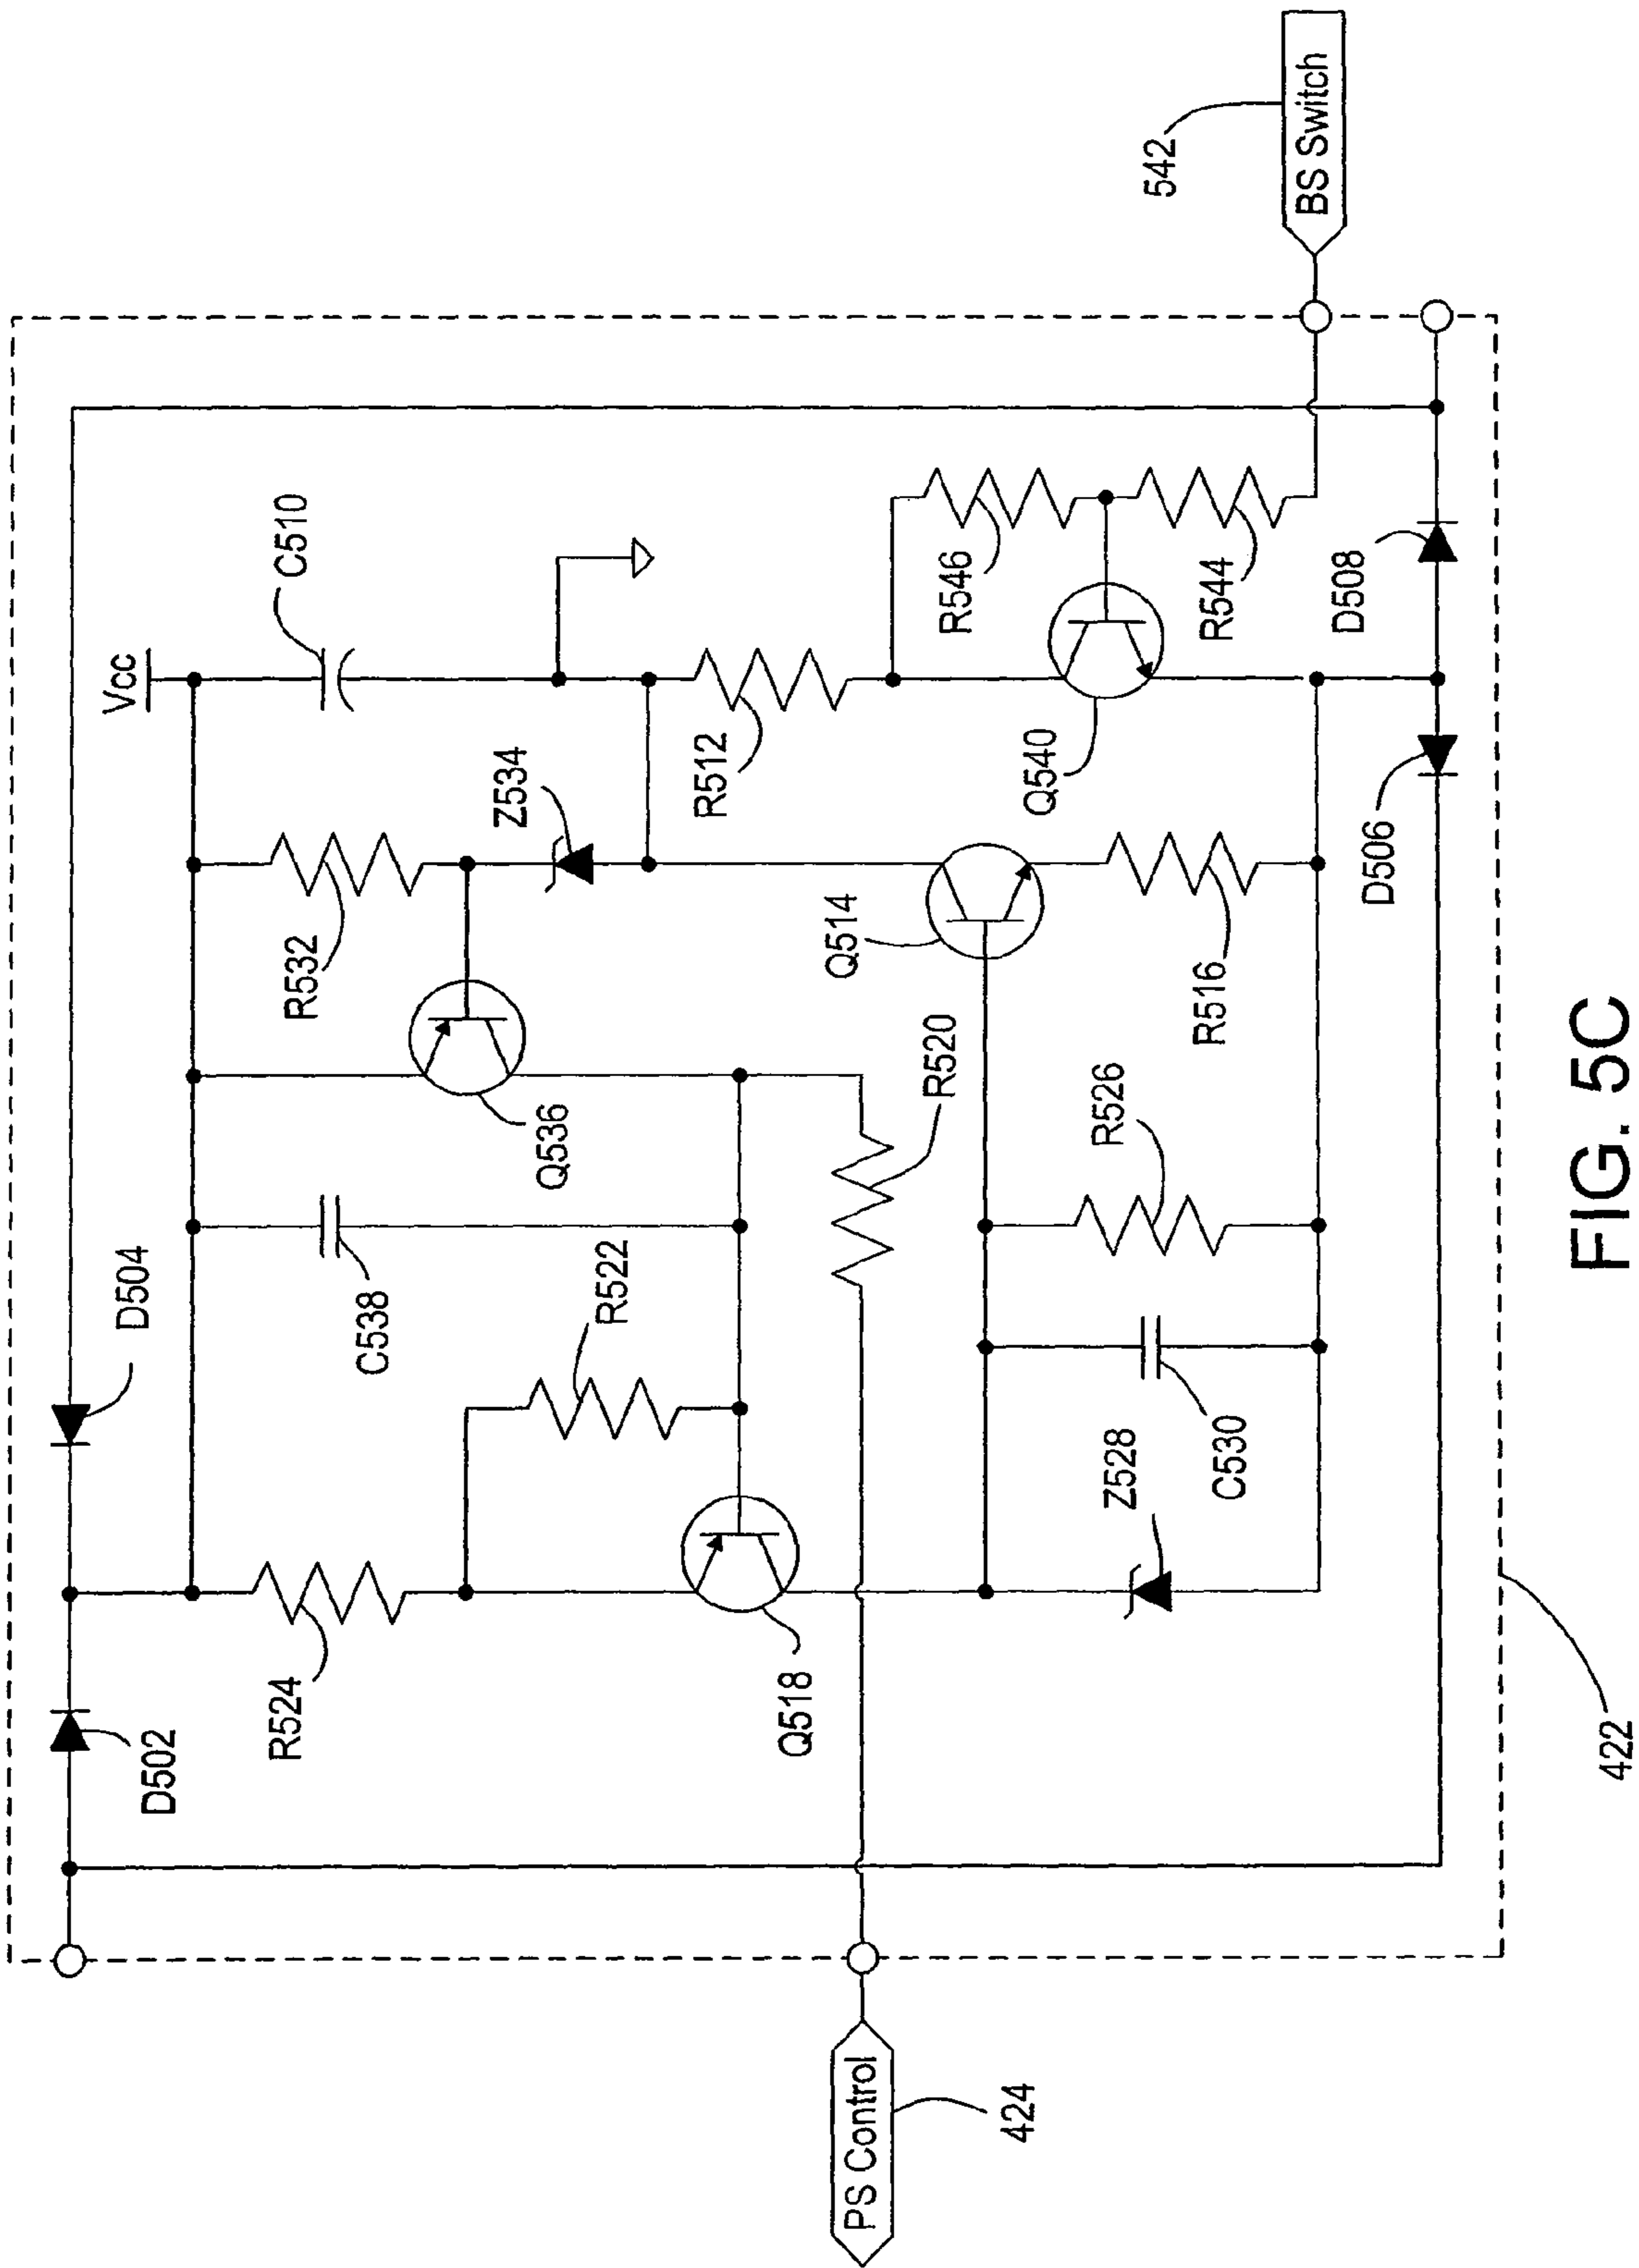 D502
D504
Vcc
C510
R524
C538
R532
Z534
R522
Q536
R512
R546
Q518
R520
Q514
Q540
R544
BS Switch
542
PS Control
424
Z528
C530
R526
R516
D506
D508
422
FIG. 5C